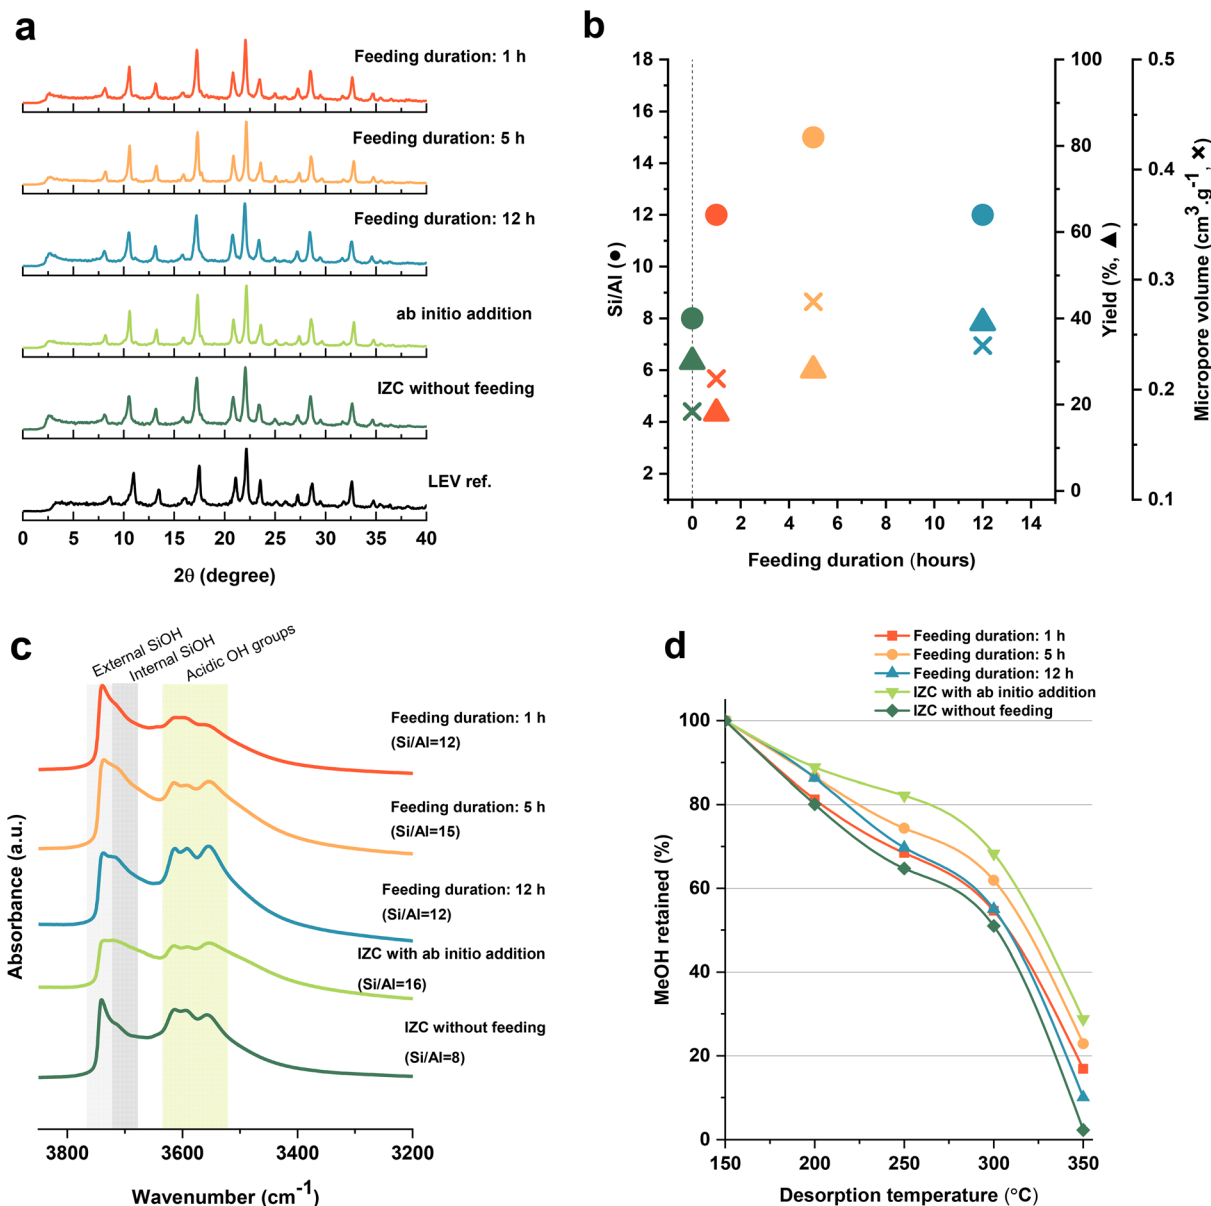 a
Feeding duration: 1 h
Feeding duration: 5 h
Feeding duration: 12 h
ab initio addition
IZC without feeding
LEV ref.
0 5 10 15 20 25 30 35 40
2θ (degree)
b
18
16
14
12
10
8
6
4
2
Si/Al (●)
0 2 4 6 8 10 12 14
Feeding duration (hours)
100
80
60
40
20
0
Yield (%, ▲)
0.5
0.4
0.3
0.2
0.1
Micropore volume (cm³.g⁻¹, ×)
c
External SiOH
Internal SiOH
Acidic OH groups
Feeding duration: 1 h
(Si/Al=12)
Feeding duration: 5 h
(Si/Al=15)
Feeding duration: 12 h
(Si/Al=12)
IZC with ab initio addition
(Si/Al=16)
IZC without feeding
(Si/Al=8)
Absorbance (a.u.)
3800 3600 3400 3200
Wavenumber (cm⁻¹)
d
Feeding duration: 1 h
Feeding duration: 5 h
Feeding duration: 12 h
IZC with ab initio addition
IZC without feeding
100
80
60
40
20
0
MeOH retained (%)
150 200 250 300 350
Desorption temperature (°C)